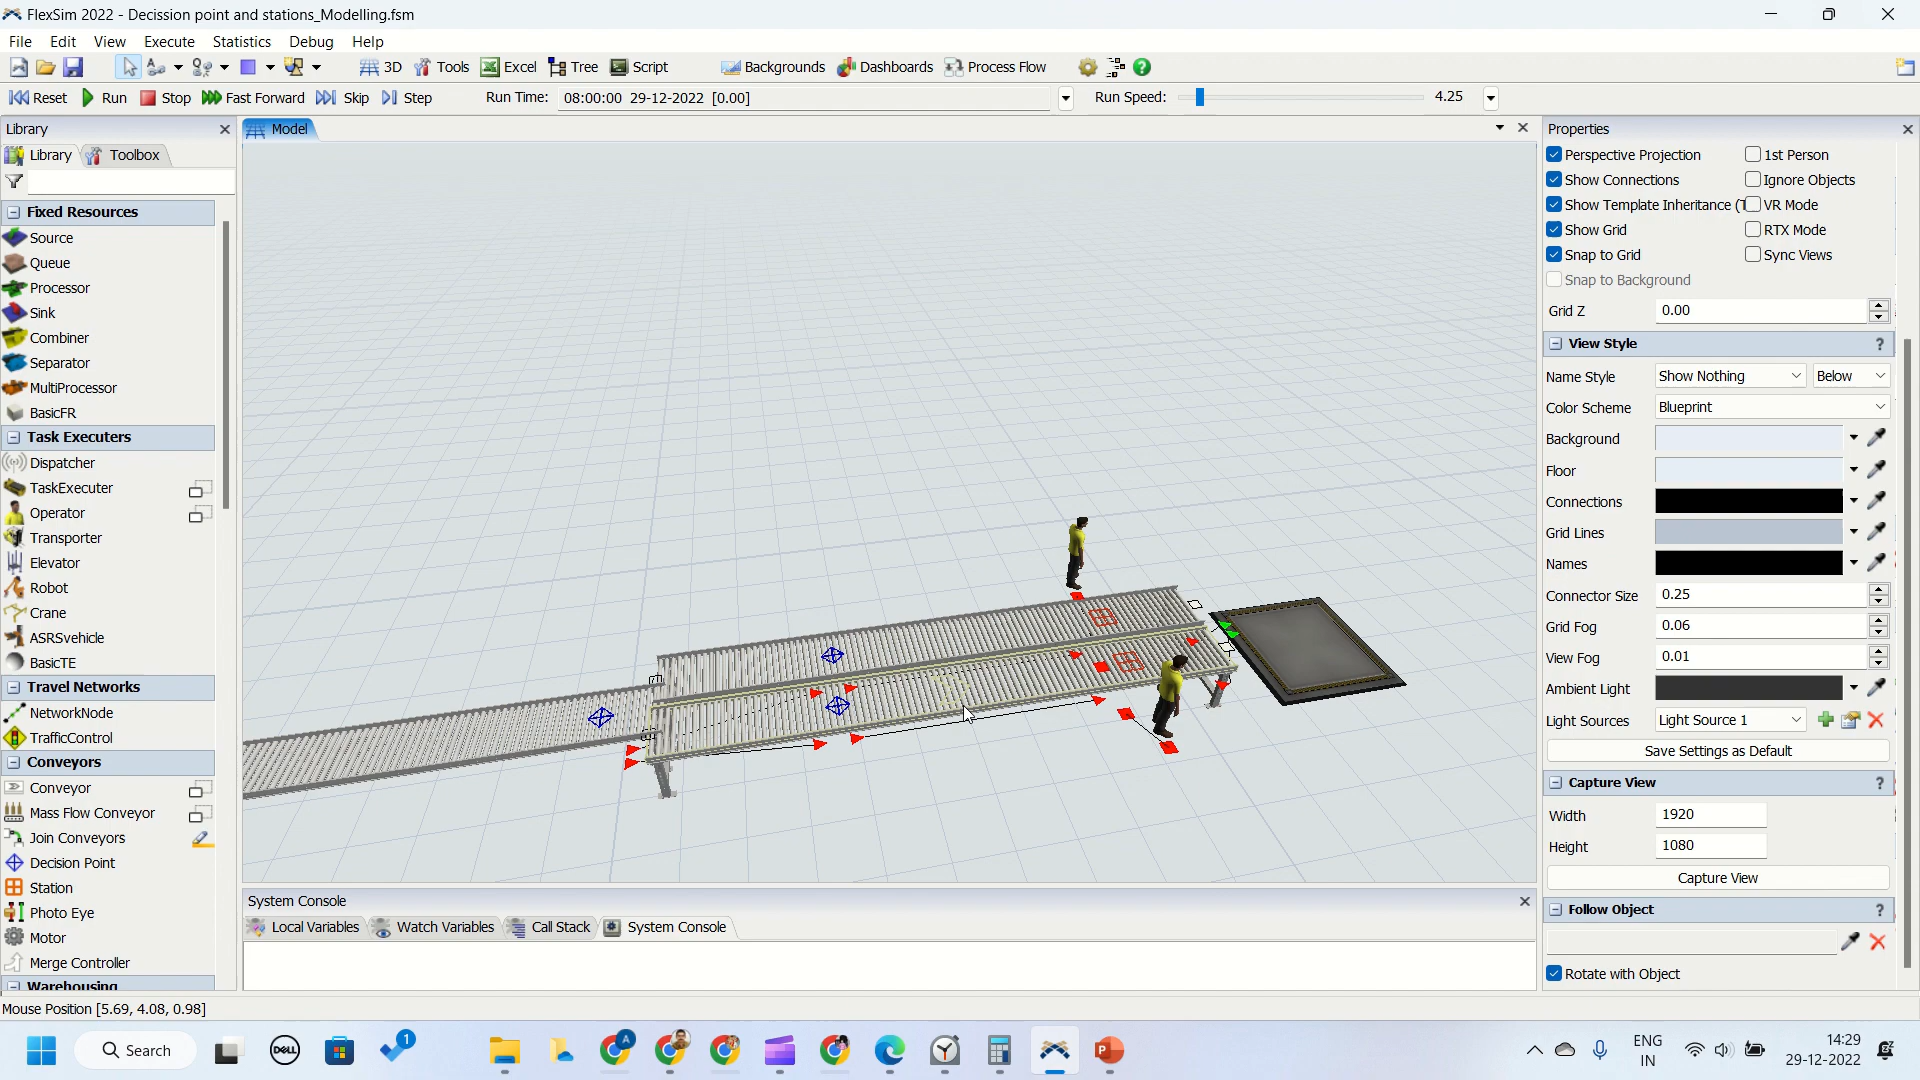 FlexSim 2022 - Decission point and stations_Modelling.fsm
File Edit View Execute Statistics Debug Help
3D Tools Excel Tree Script Backgrounds Dashboards Process Flow
Reset Run Stop Fast Forward Skip Step Run Time: 08:00:00 29-12-2022 [0.00] Run Speed: 4.25
Library
Library Toolbox
Fixed Resources
Source
Queue
Processor
Sink
Combiner
Separator
MultiProcessor
BasicFR
Task Executers
Dispatcher
TaskExecuter
Operator
Transporter
Elevator
Robot
Crane
ASRSvehicle
BasicTE
Travel Networks
NetworkNode
TrafficControl
Conveyors
Conveyor
Mass Flow Conveyor
Join Conveyors
Decision Point
Station
Photo Eye
Motor
Merge Controller
Warehousing
Model
System Console
Local Variables Watch Variables Call Stack System Console
Properties
Perspective Projection 1st Person
Show Connections Ignore Objects
Show Template Inheritance (T VR Mode
Show Grid RTX Mode
Snap to Grid Sync Views
Snap to Background
Grid Z 0.00
View Style ?
Name Style Show Nothing Below
Color Scheme Blueprint
Background
Floor
Connections
Grid Lines
Names
Connector Size 0.25
Grid Fog 0.06
View Fog 0.01
Ambient Light
Light Sources Light Source 1
Save Settings as Default
Capture View ?
Width 1920
Height 1080
Capture View
Follow Object ?
Rotate with Object
Mouse Position [5.69, 4.08, 0.98]
Search DELL 1 A P ENG IN 14:29 29-12-2022